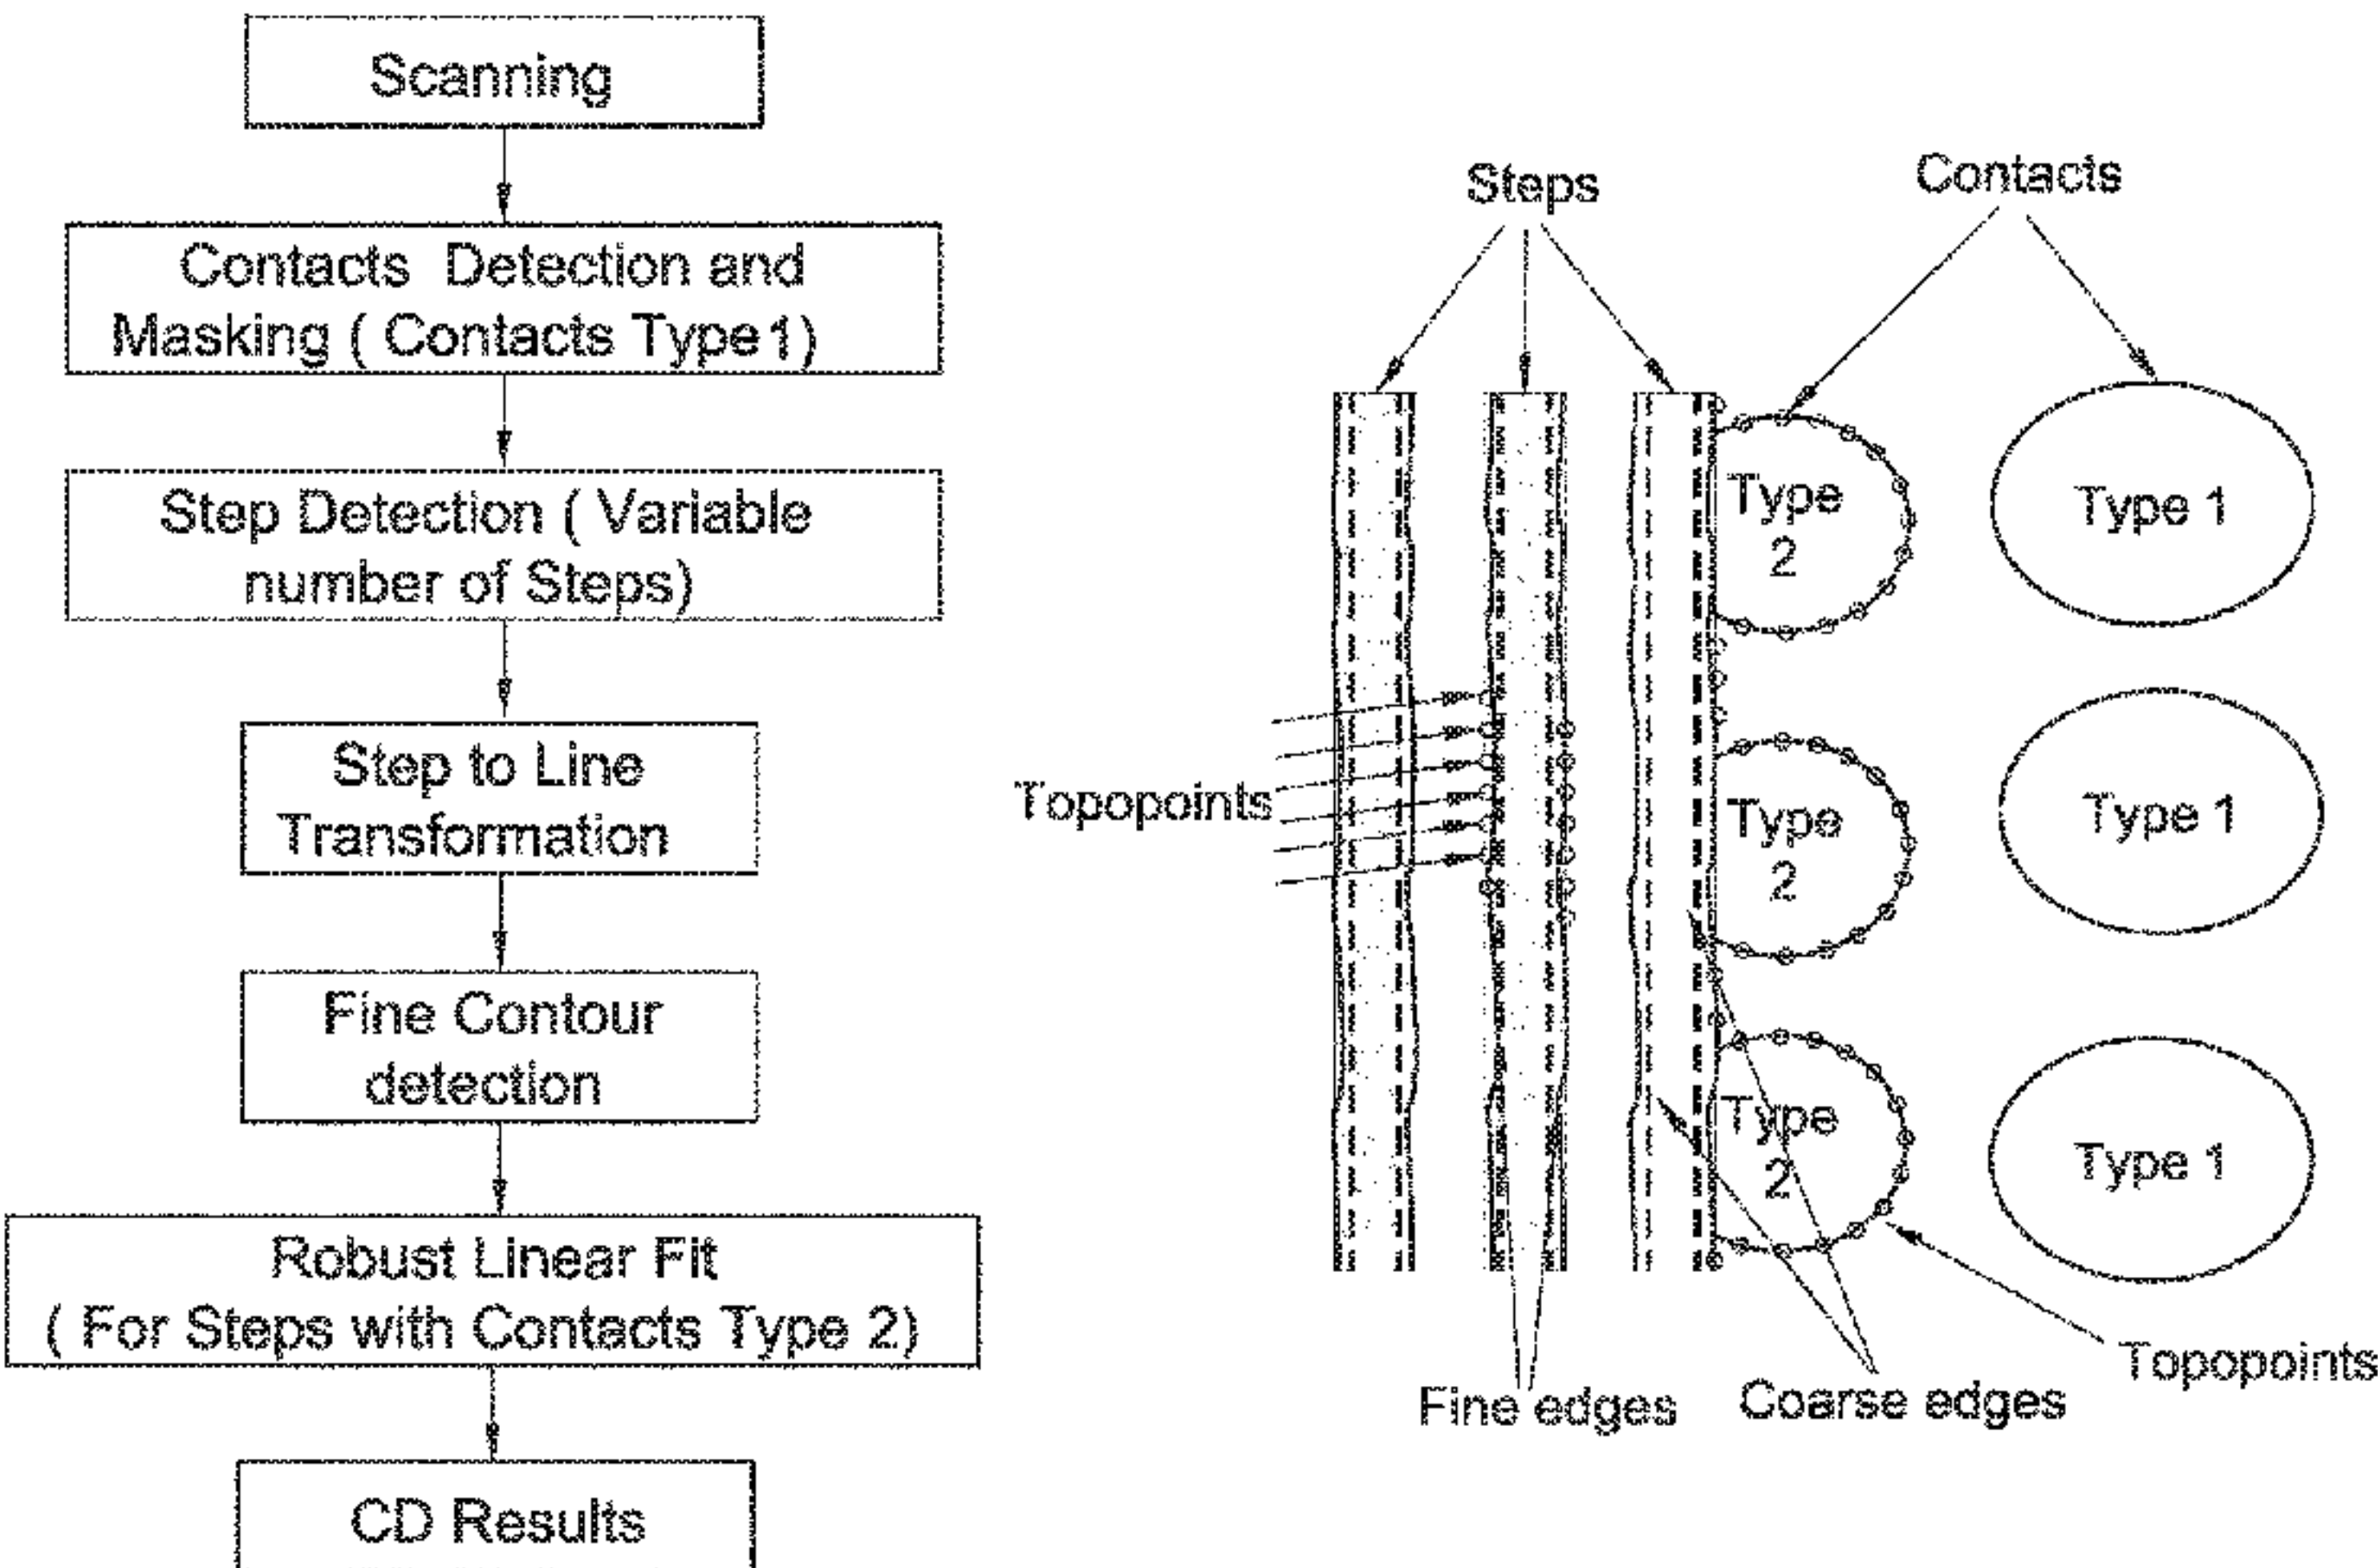 Scanning
Contacts Detection and
Masking ( Contacts Type 1)
Step Detection ( Variable
number of Steps)
Step to Line
Transformation
Fine Contour
detection
Robust Linear Fit
( For Steps with Contacts Type 2)
CD Results
Steps
Contacts
Type
2
Type 1
Topopoints
Type
2
Type 1
Type
2
Type 1
Topopoints
Fine edges
Coarse edges